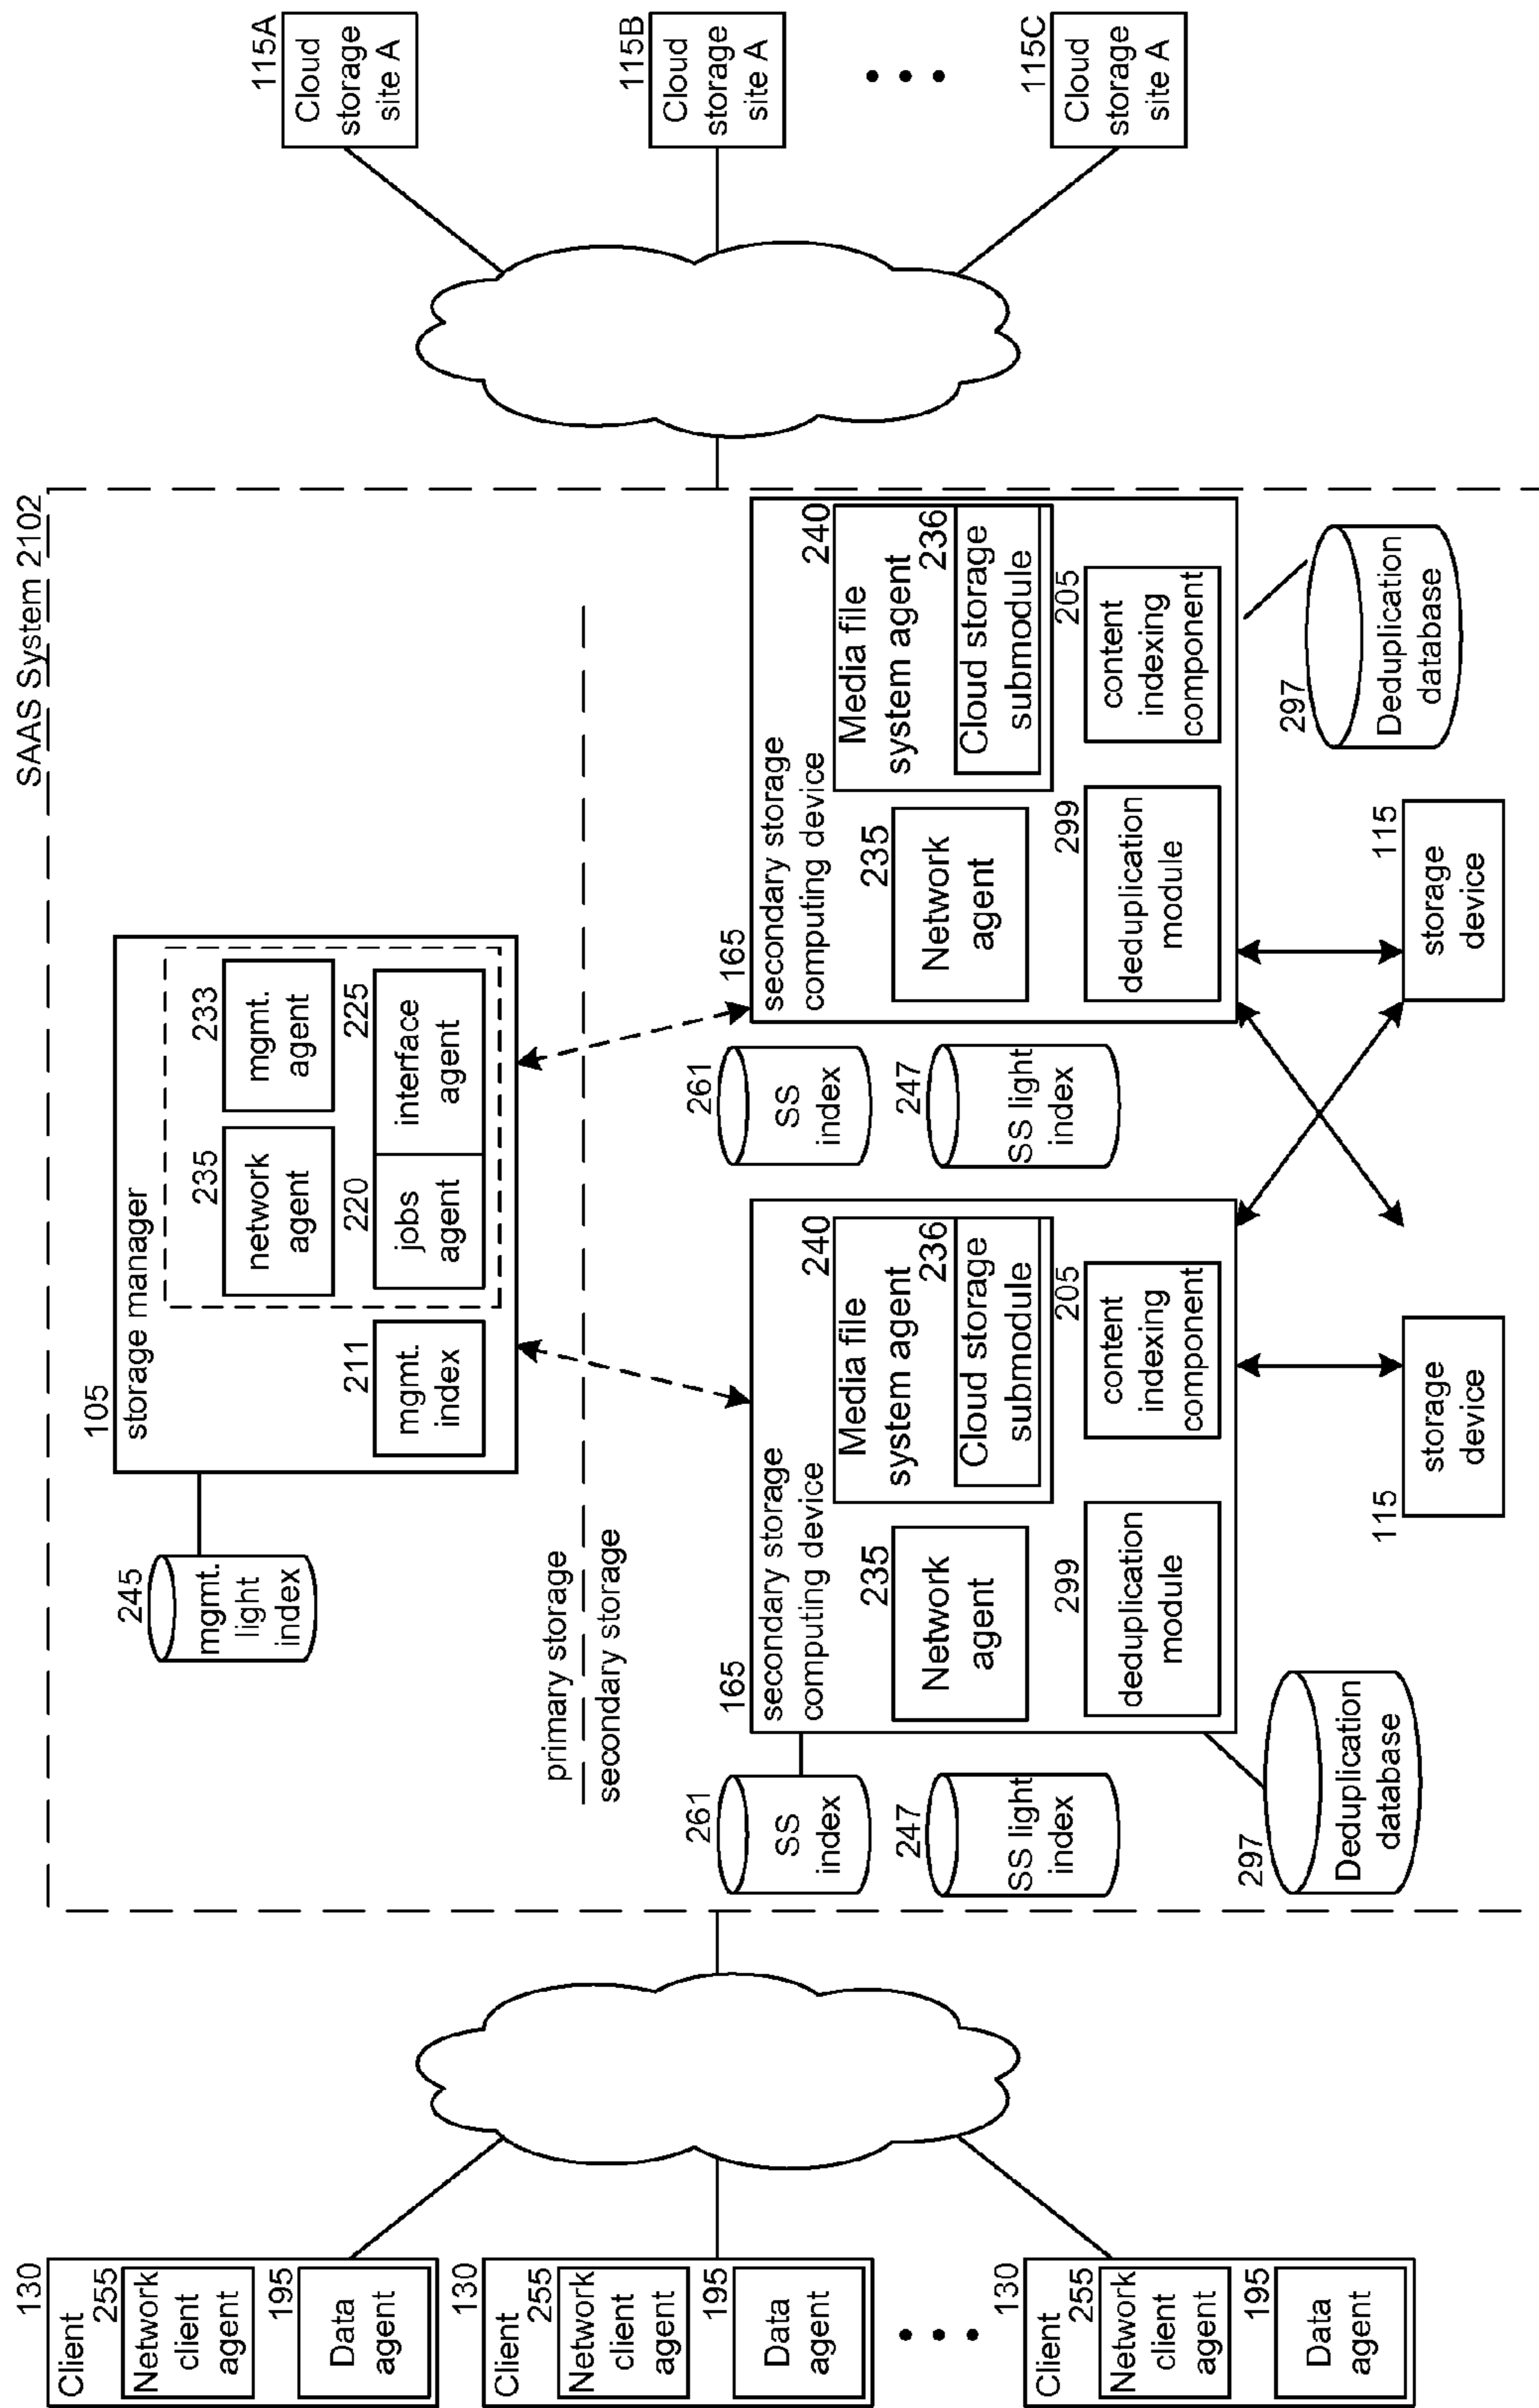 SAAS System 2102
130
Client
255
Network
client
agent
195
Data
agent
130
Client
255
Network
client
agent
195
Data
agent
130
Client
255
Network
client
agent
195
Data
agent
245
mgmt.
light
index
105
storage manager
211
mgmt.
index
235
network
agent
233
mgmt.
agent
220
jobs
agent
225
interface
agent
primary storage
secondary storage
261
SS
index
247
SS light
index
297
Deduplication
database
165
secondary storage
computing device
235
Network
agent
240
Media file
system agent
236
Cloud storage
submodule
299
deduplication
module
205
content
indexing
component
115
storage
device
261
SS
index
247
SS light
index
165
secondary storage
computing device
235
Network
agent
240
Media file
system agent
236
Cloud storage
submodule
299
deduplication
module
205
content
indexing
component
115
storage
device
297
Deduplication
database
115A
Cloud
storage
site A
115B
Cloud
storage
site A
115C
Cloud
storage
site A